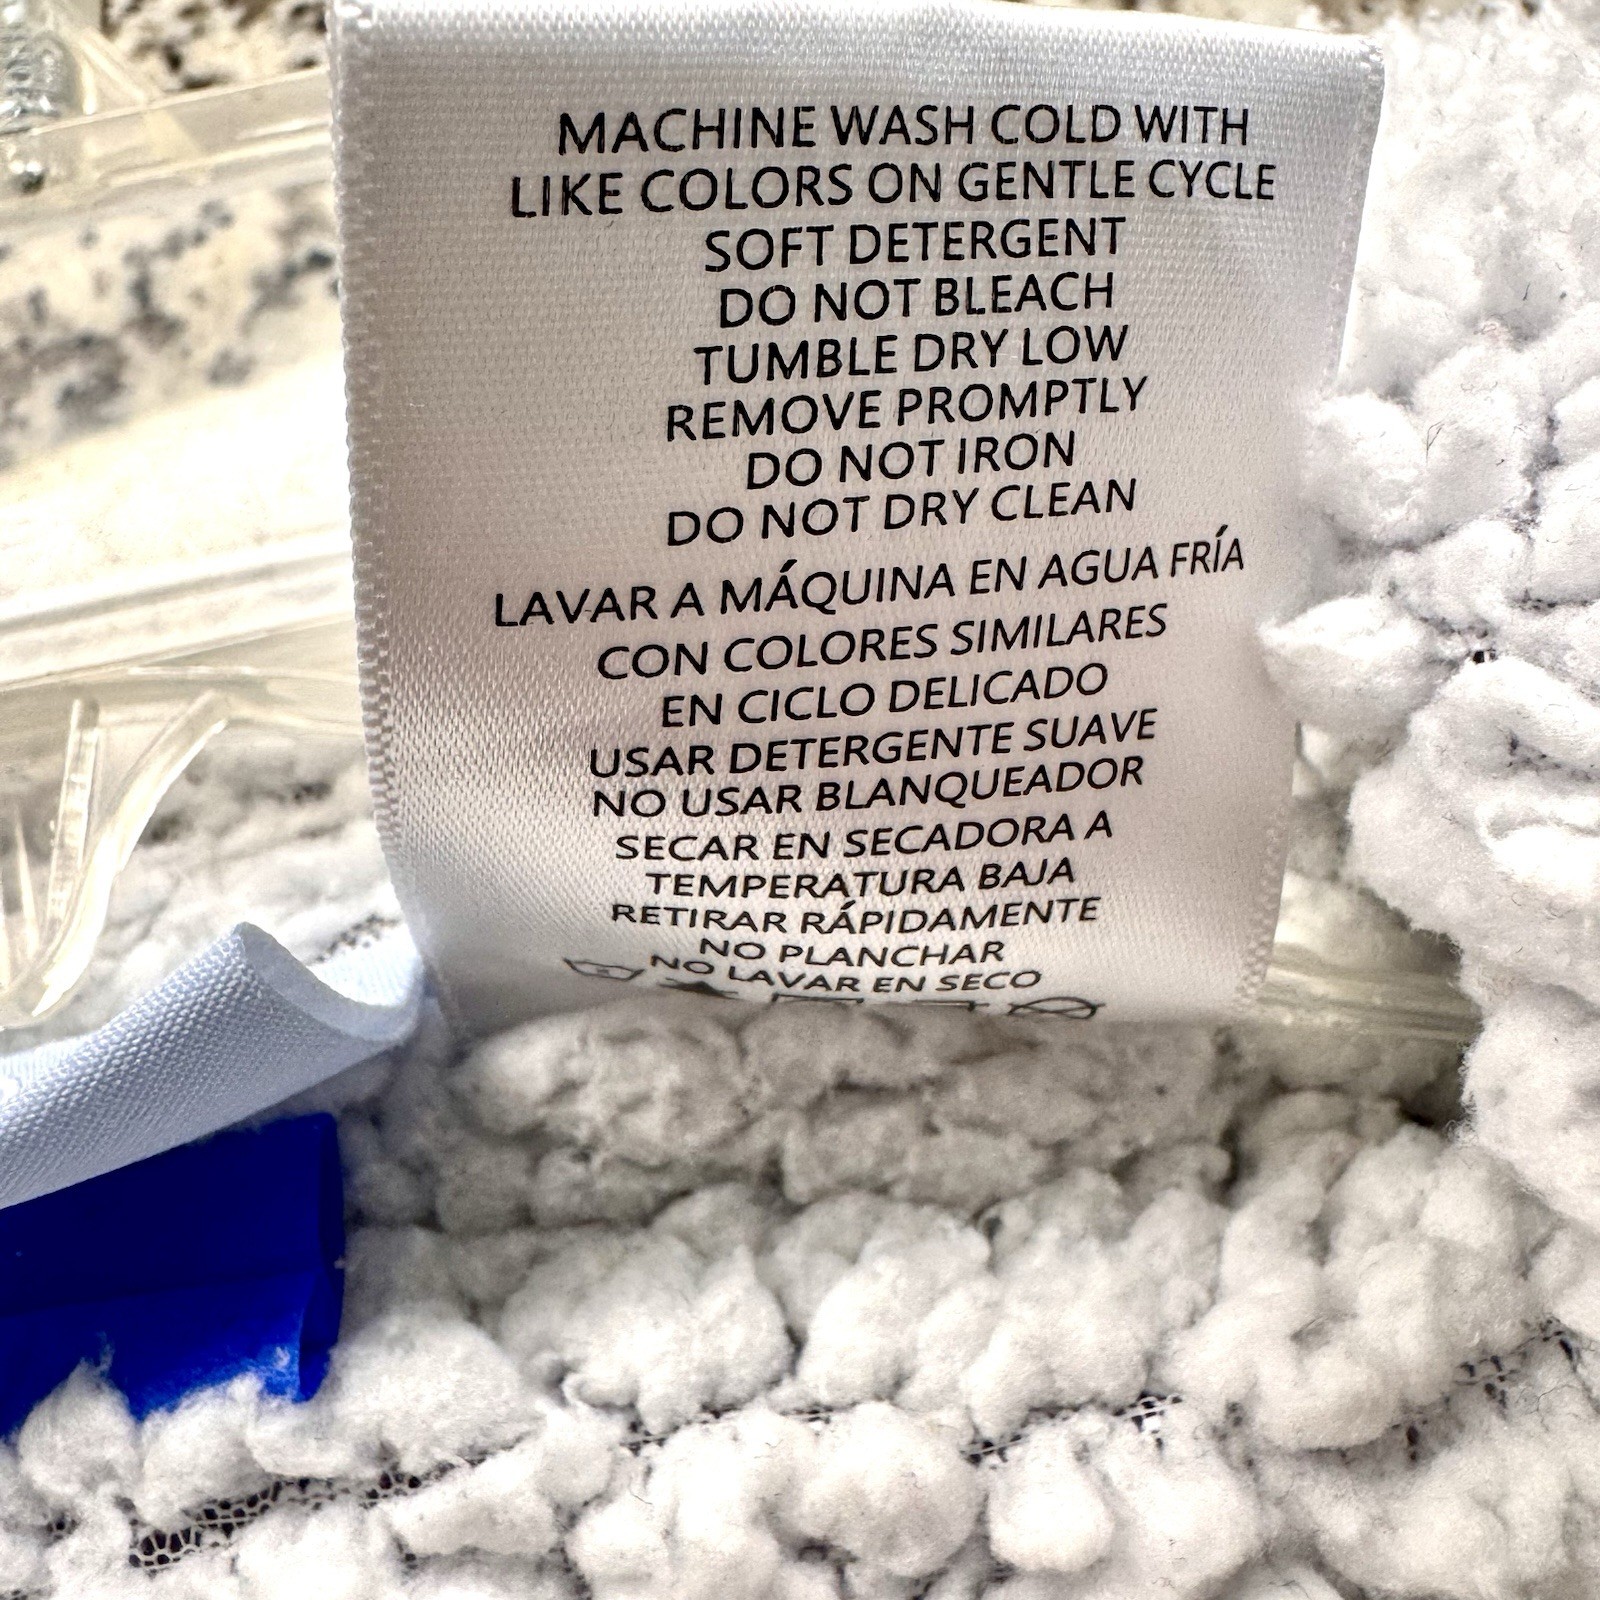 MACHINE WASH COLD WITH
LIKE COLORS ON GENTLE CYCLE
SOFT DETERGENT
DO NOT BLEACH
TUMBLE DRY LOW
REMOVE PROMPTLY
DO NOT IRON
DO NOT DRY CLEAN
LAVAR A MÁQUINA EN AGUA FRÍA
CON COLORES SIMILARES
EN CICLO DELICADO
USAR DETERGENTE SUAVE
NO USAR BLANQUEADOR
SECAR EN SECADORA A
TEMPERATURA BAJA
RETIRAR RÁPIDAMENTE
NO PLANCHAR
NO LAVAR EN SECO